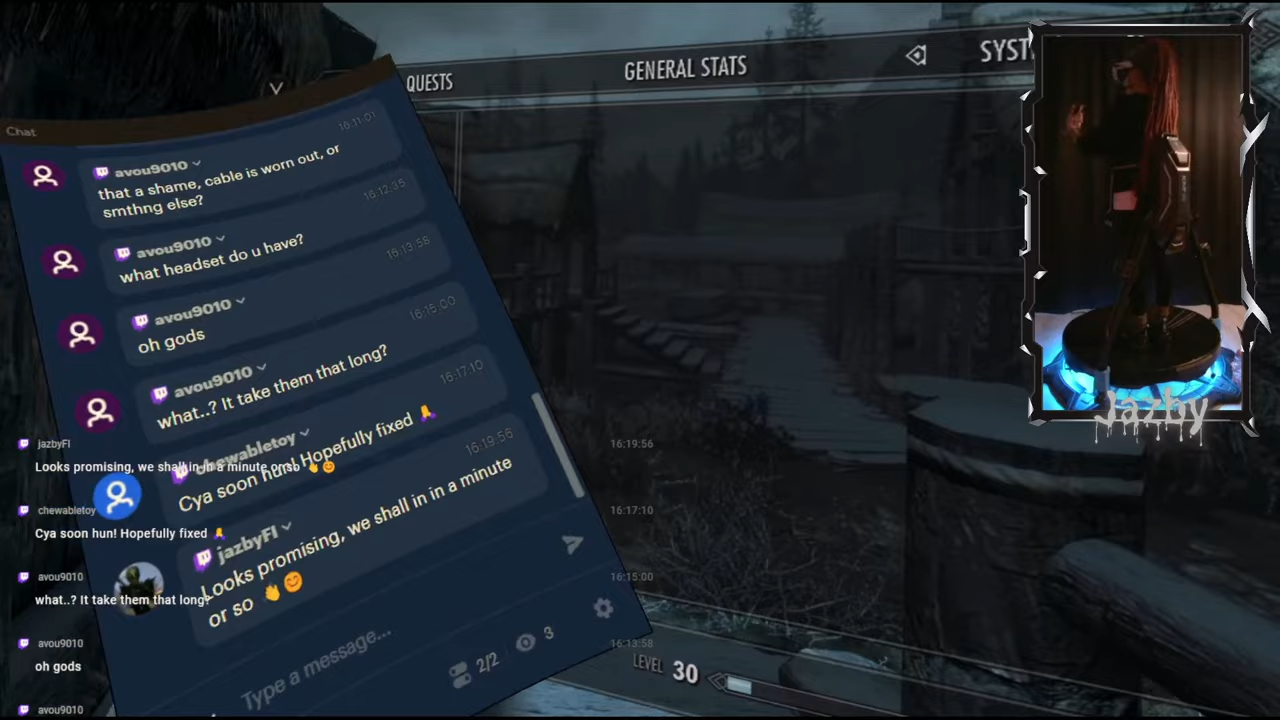 QUESTS
GENERAL STATS
SYST
Chat
16:11:01
avou9010
that a shame, cable is worn out, or
smthng else?
16:12:35
avou9010
what headset do u have?
16:13:58
avou9010
oh gods
16:15:00
avou9010
what..? It take them that long?
16:17:10
chewabletoy
Cya soon hun! Hopefully fixed
16:19:56
jazbyFI
Looks promising, we shall in in a minute
or so
Type a message...
2/2
3
jazbyFI
16:19:56
Looks promising, we shall in in a minute or so
chewabletoy
16:17:10
Cya soon hun! Hopefully fixed
avou9010
16:15:00
what..? It take them that long?
avou9010
16:13:58
oh gods
avou9010
LEVEL 30
Jazby